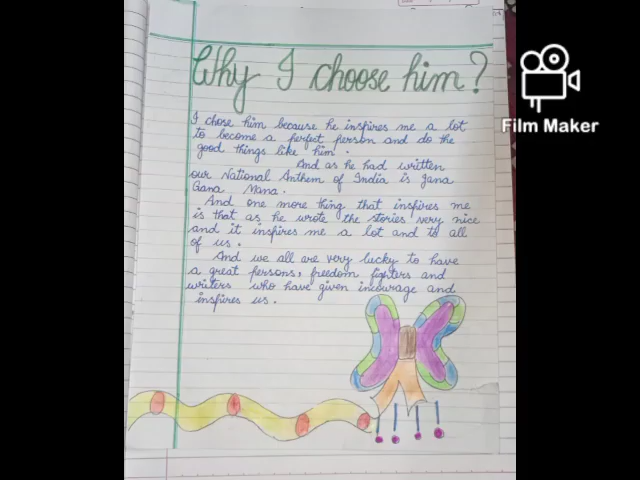 Why I choose him?
I chose him because he inspires me a lot
to become a perfect person and do the
good things like him.
And as he had written
our National Anthem of India is Jana
Gana Mana.
And one more thing that inspires me
is that as he wrote the stories very nice
and it inspires me a lot and to all
of us.
And we all are very lucky to have
a great persons, freedom fighters and
writers who have given incourage and
inspires us.
Film Maker